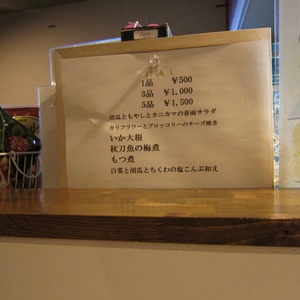 1品 ￥500
3品 ￥1,000
5品 ￥1,500
胡瓜ともやしとカニカマの春雨サラダ
カリフラワーとブロッコリーのチーズ焼き
いか大根
秋刀魚の梅煮
もつ煮
白菜と胡瓜とちくわの塩こんぶ和え